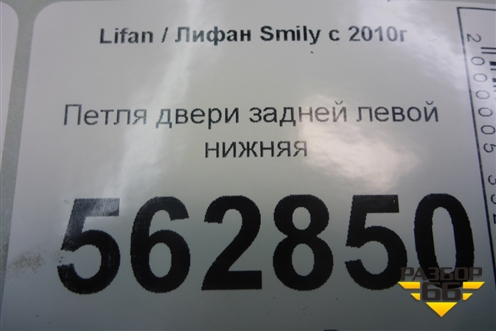 Lifan / Лифан Smily с 2010г
Петля двери задней левой
нижняя
562850
РАЗБОР
66